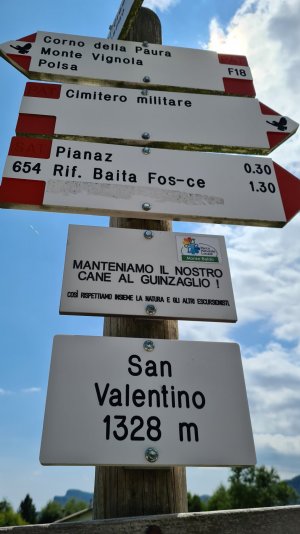 Corno della Paura
Monte Vignola
Polsa
F18
SAT
Cimitero militare
SAT
654
Pianaz 0.30
Rif. Baita Fos-ce 1.30
MANTENIAMO IL NOSTRO
CANE AL GUINZAGLIO !
COSÌ RISPETTIAMO INSIEME LA NATURA E GLI ALTRI ESCURSIONISTI.
Monte Baldo
San
Valentino
1328 m